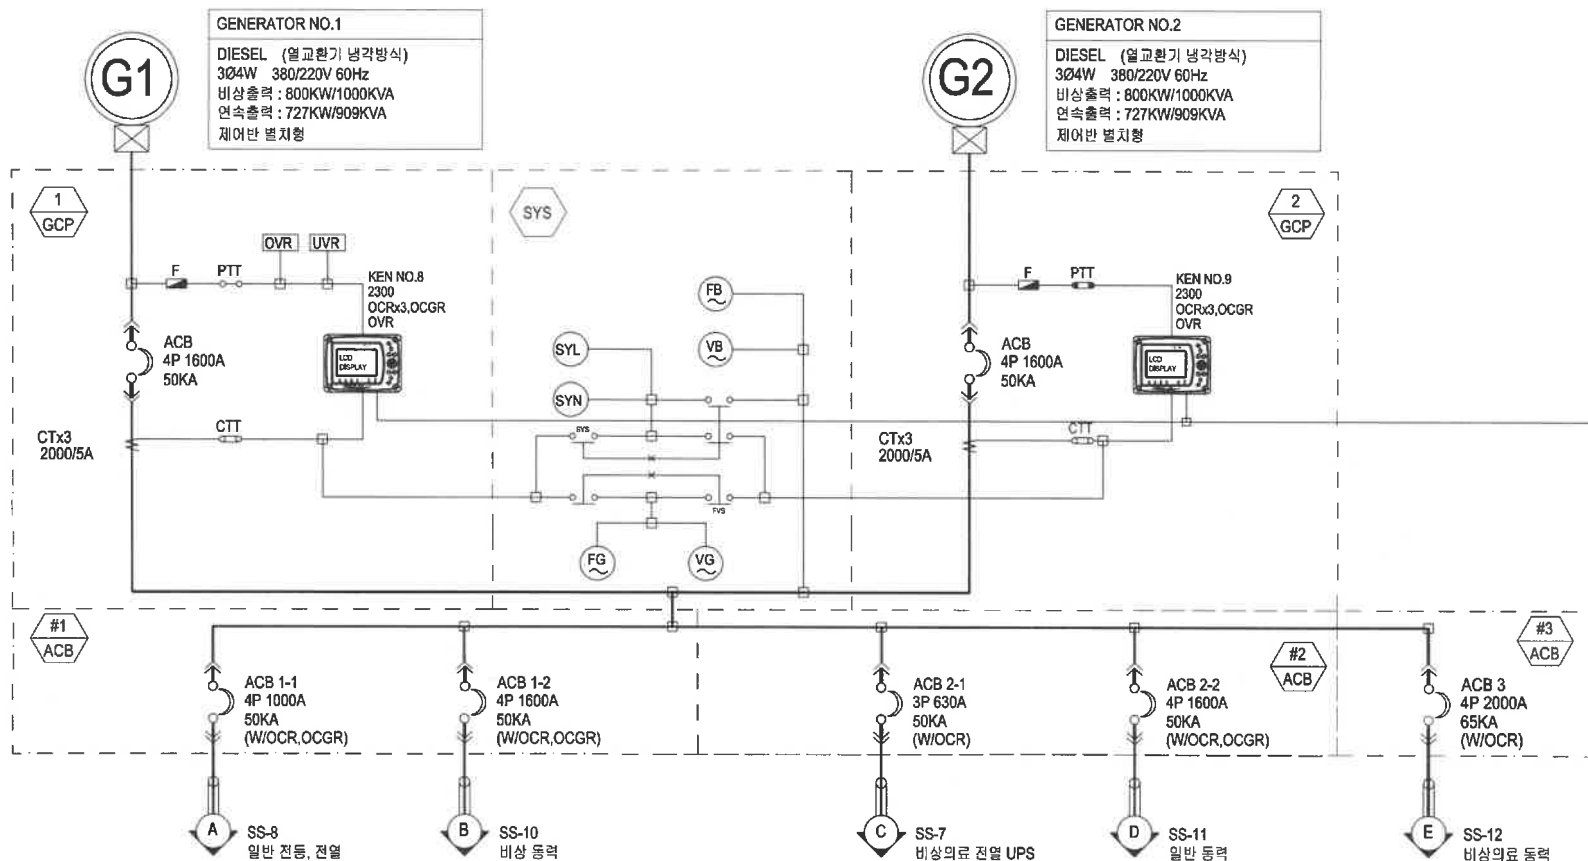 GENERATOR NO.1
DIESEL (열교환기 냉각방식)
3Ø4W 380/220V 60Hz
비상출력 : 800KW/1000KVA
연속출력 : 727KW/909KVA
제어반 별치형
G1
GENERATOR NO.2
DIESEL (열교환기 냉각방식)
3Ø4W 380/220V 60Hz
비상출력 : 800KW/1000KVA
연속출력 : 727KW/909KVA
제어반 별치형
G2
1
GCP
SYS
2
GCP
OVR
UVR
F
PTT
KEN NO.8
2300
OCRx3,OCGR
OVR
LCD
DISPLAY
ACB
4P 1600A
50KA
CTT
CTx3
2000/5A
FB
VB
SYL
SYN
SYS
FVS
FG
VG
F
PTT
KEN NO.9
2300
OCRx3,OCGR
OVR
LCD
DISPLAY
ACB
4P 1600A
50KA
CTT
CTx3
2000/5A
#1
ACB
#2
ACB
#3
ACB
ACB 1-1
4P 1000A
50KA
(W/OCR,OCGR)
ACB 1-2
4P 1600A
50KA
(W/OCR,OCGR)
ACB 2-1
3P 630A
50KA
(W/OCR)
ACB 2-2
4P 1600A
50KA
(W/OCR,OCGR)
ACB 3
4P 2000A
65KA
(W/OCR)
A
SS-8
일반 전등, 전열
B
SS-10
비상 동력
C
SS-7
비상의료 전열 UPS
D
SS-11
일반 동력
E
SS-12
비상의료 동력